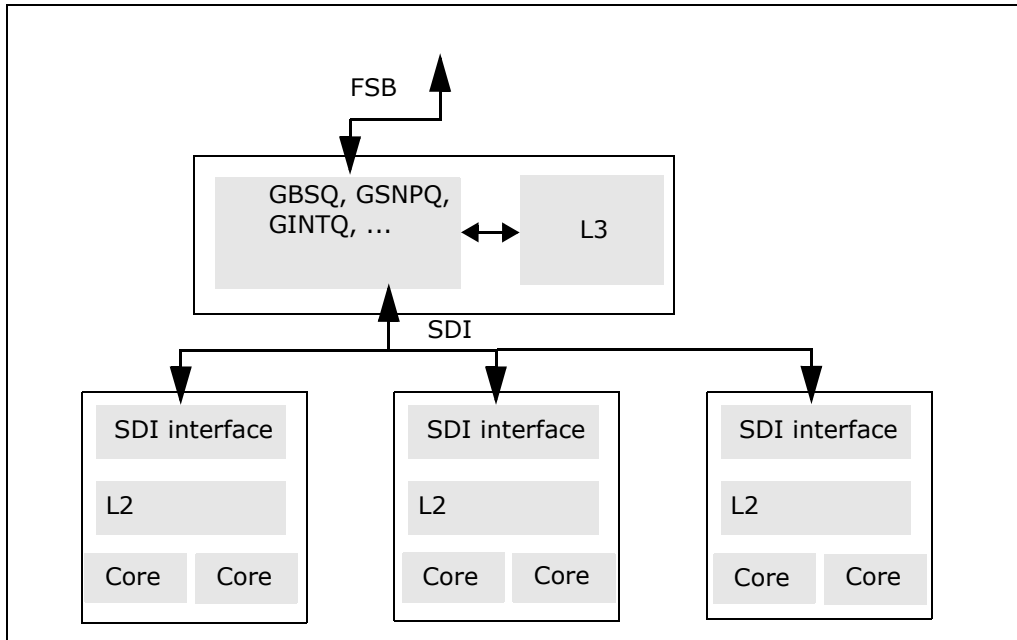 FSB
GBSQ, GSNPQ,
GINTQ, ...
L3
SDI
SDI interface
SDI interface
SDI interface
L2
L2
L2
Core
Core
Core
Core
Core
Core